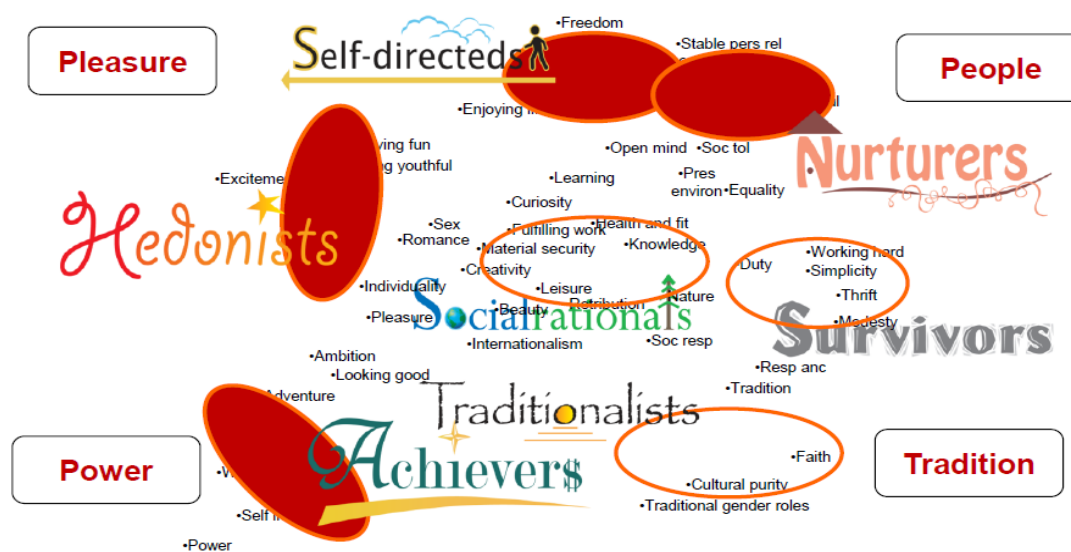 •Freedom
Self-directeds
•Stable pers rel
Pleasure
People
•Enjoying
•Open mind
•Soc tol
Nurturers
fun
youthful
•Learning
•Pres
environ
•Equality
Hedonists
•Curiosity
•Sex
•Romance
•Fulfilling work
•Health and fit
•Material security
•Knowledge
•Creativity
Duty
•Working hard
•Simplicity
•Individuality
•Leisure
•Thrift
•Beauty
Retribution
Nature
•Pleasure
Socialrationals
•Modesty
Survivors
•Internationalism
•Soc resp
•Ambition
•Looking good
•Resp anc
•Tradition
Adventure
Traditionalists
Power
Achiever$
•Faith
Tradition
•Cultural purity
•Traditional gender roles
•Self
•Power